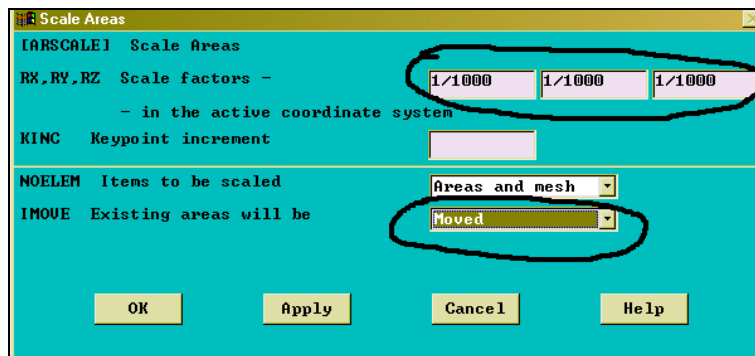 Scale Areas
[ARSCALE] Scale Areas
RX,RY,RZ Scale factors - 1/1000 1/1000 1/1000
- in the active coordinate system
KINC Keypoint increment
NOELEM Items to be scaled Areas and mesh
IMOVE Existing areas will be Moved
OK Apply Cancel Help